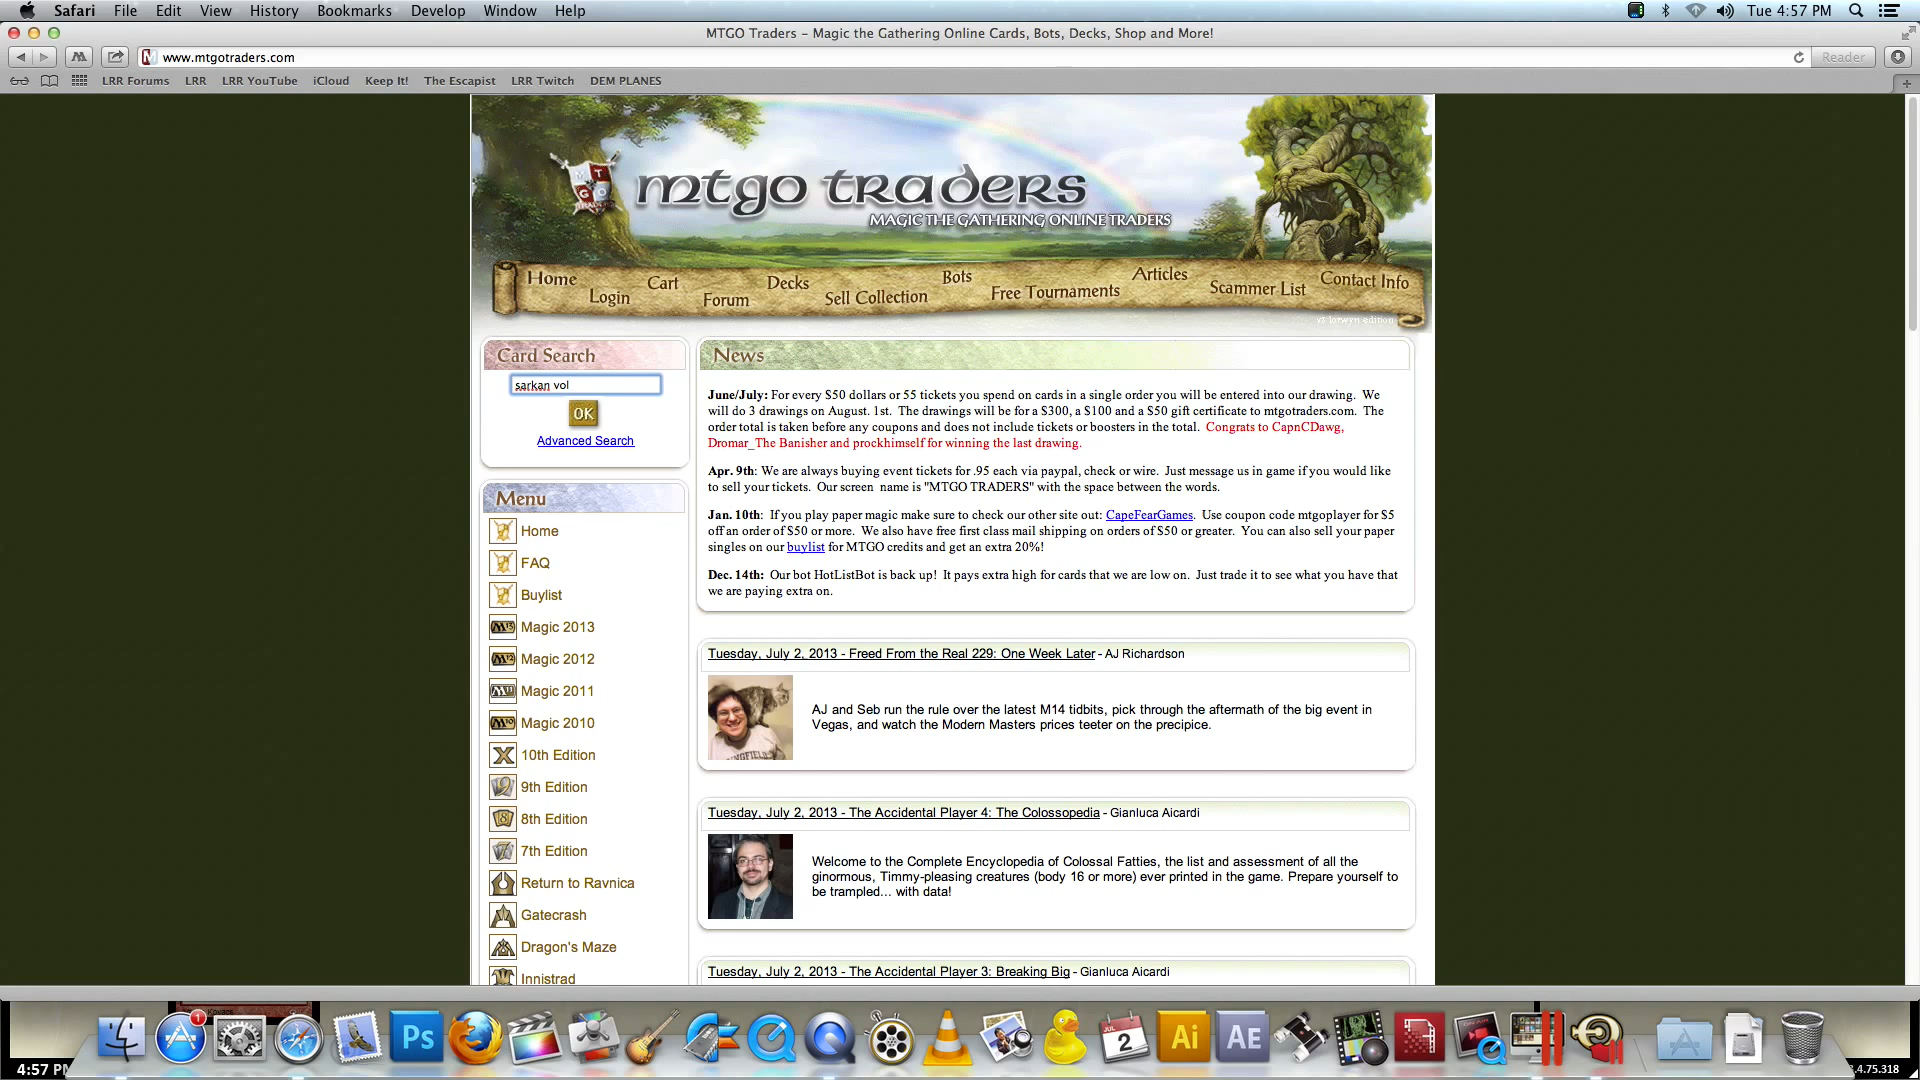 Safari File Edit View History Bookmarks Develop Window Help
Tue 4:57 PM
MTGO Traders – Magic the Gathering Online Cards, Bots, Decks, Shop and More!
www.mtgotraders.com
Reader
LRR Forums LRR LRR YouTube iCloud Keep It! The Escapist LRR Twitch DEM PLANES
mtgo traders
MAGIC THE GATHERING ONLINE TRADERS
Home Login Cart Forum Decks Sell Collection Bots Free Tournaments Articles Scammer List Contact Info
v3 lorwyn edition
Card Search
sarkan vol
OK
Advanced Search
Menu
Home
FAQ
Buylist
Magic 2013
Magic 2012
Magic 2011
Magic 2010
10th Edition
9th Edition
8th Edition
7th Edition
Return to Ravnica
Gatecrash
Dragon's Maze
Innistrad
News
June/July: For every $50 dollars or 55 tickets you spend on cards in a single order you will be entered into our drawing. We
will do 3 drawings on August. 1st. The drawings will be for a $300, a $100 and a $50 gift certificate to mtgotraders.com. The
order total is taken before any coupons and does not include tickets or boosters in the total. Congrats to CapnCDawg,
Dromar_The Banisher and prockhimself for winning the last drawing.
Apr. 9th: We are always buying event tickets for .95 each via paypal, check or wire. Just message us in game if you would like
to sell your tickets. Our screen name is "MTGO TRADERS" with the space between the words.
Jan. 10th: If you play paper magic make sure to check our other site out: CapeFearGames. Use coupon code mtgoplayer for $5
off an order of $50 or more. We also have free first class mail shipping on orders of $50 or greater. You can also sell your paper
singles on our buylist for MTGO credits and get an extra 20%!
Dec. 14th: Our bot HotListBot is back up! It pays extra high for cards that we are low on. Just trade it to see what you have that
we are paying extra on.
Tuesday, July 2, 2013 - Freed From the Real 229: One Week Later - AJ Richardson
AJ and Seb run the rule over the latest M14 tidbits, pick through the aftermath of the big event in
Vegas, and watch the Modern Masters prices teeter on the precipice.
Tuesday, July 2, 2013 - The Accidental Player 4: The Colossopedia - Gianluca Aicardi
Welcome to the Complete Encyclopedia of Colossal Fatties, the list and assessment of all the
ginormous, Timmy-pleasing creatures (body 16 or more) ever printed in the game. Prepare yourself to
be trampled... with data!
Tuesday, July 2, 2013 - The Accidental Player 3: Breaking Big - Gianluca Aicardi
Kovacs
1
Ps
JUL
2
Ai
AE
4:57 PM
.4.75.318